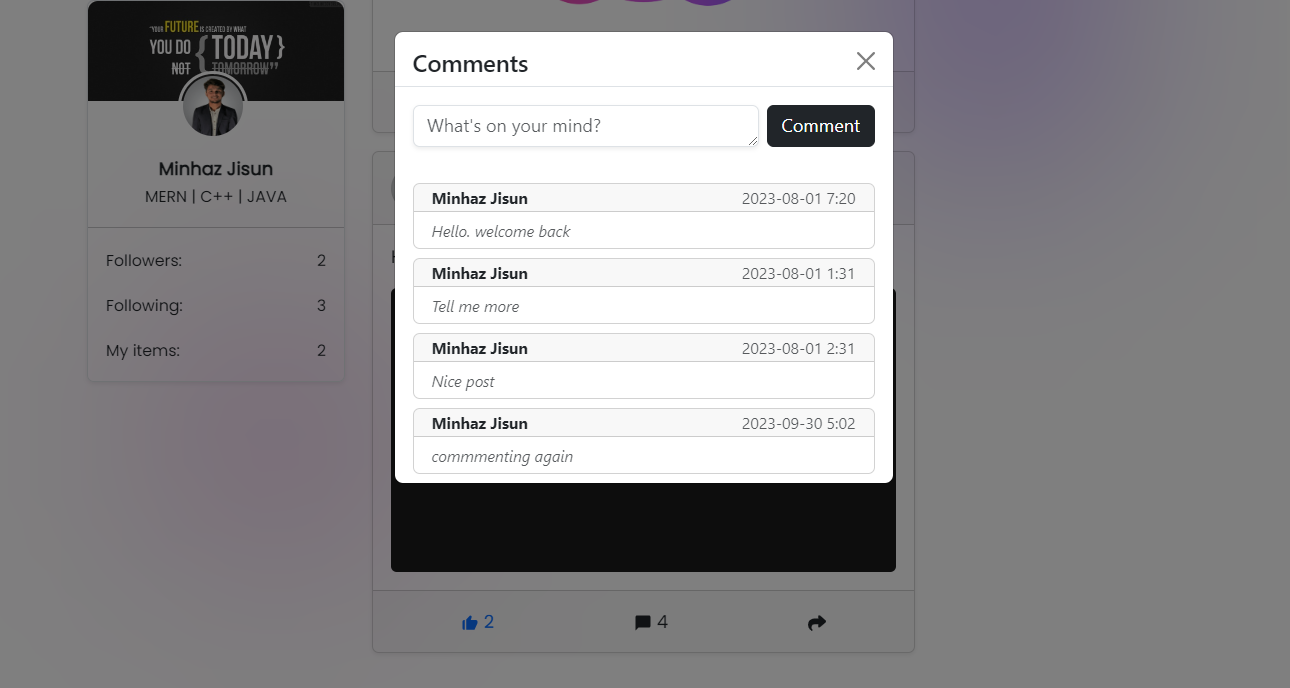 "YOUR FUTURE IS CREATED BY WHAT
YOU DO { TODAY }
NOT TOMORROW"
Minhaz Jisun
MERN | C++ | JAVA
Followers: 2
Following: 3
My items: 2
Comments
What's on your mind?
Comment
Minhaz Jisun 2023-08-01 7:20
Hello. welcome back
Minhaz Jisun 2023-08-01 1:31
Tell me more
Minhaz Jisun 2023-08-01 2:31
Nice post
Minhaz Jisun 2023-09-30 5:02
commmenting again
2 4